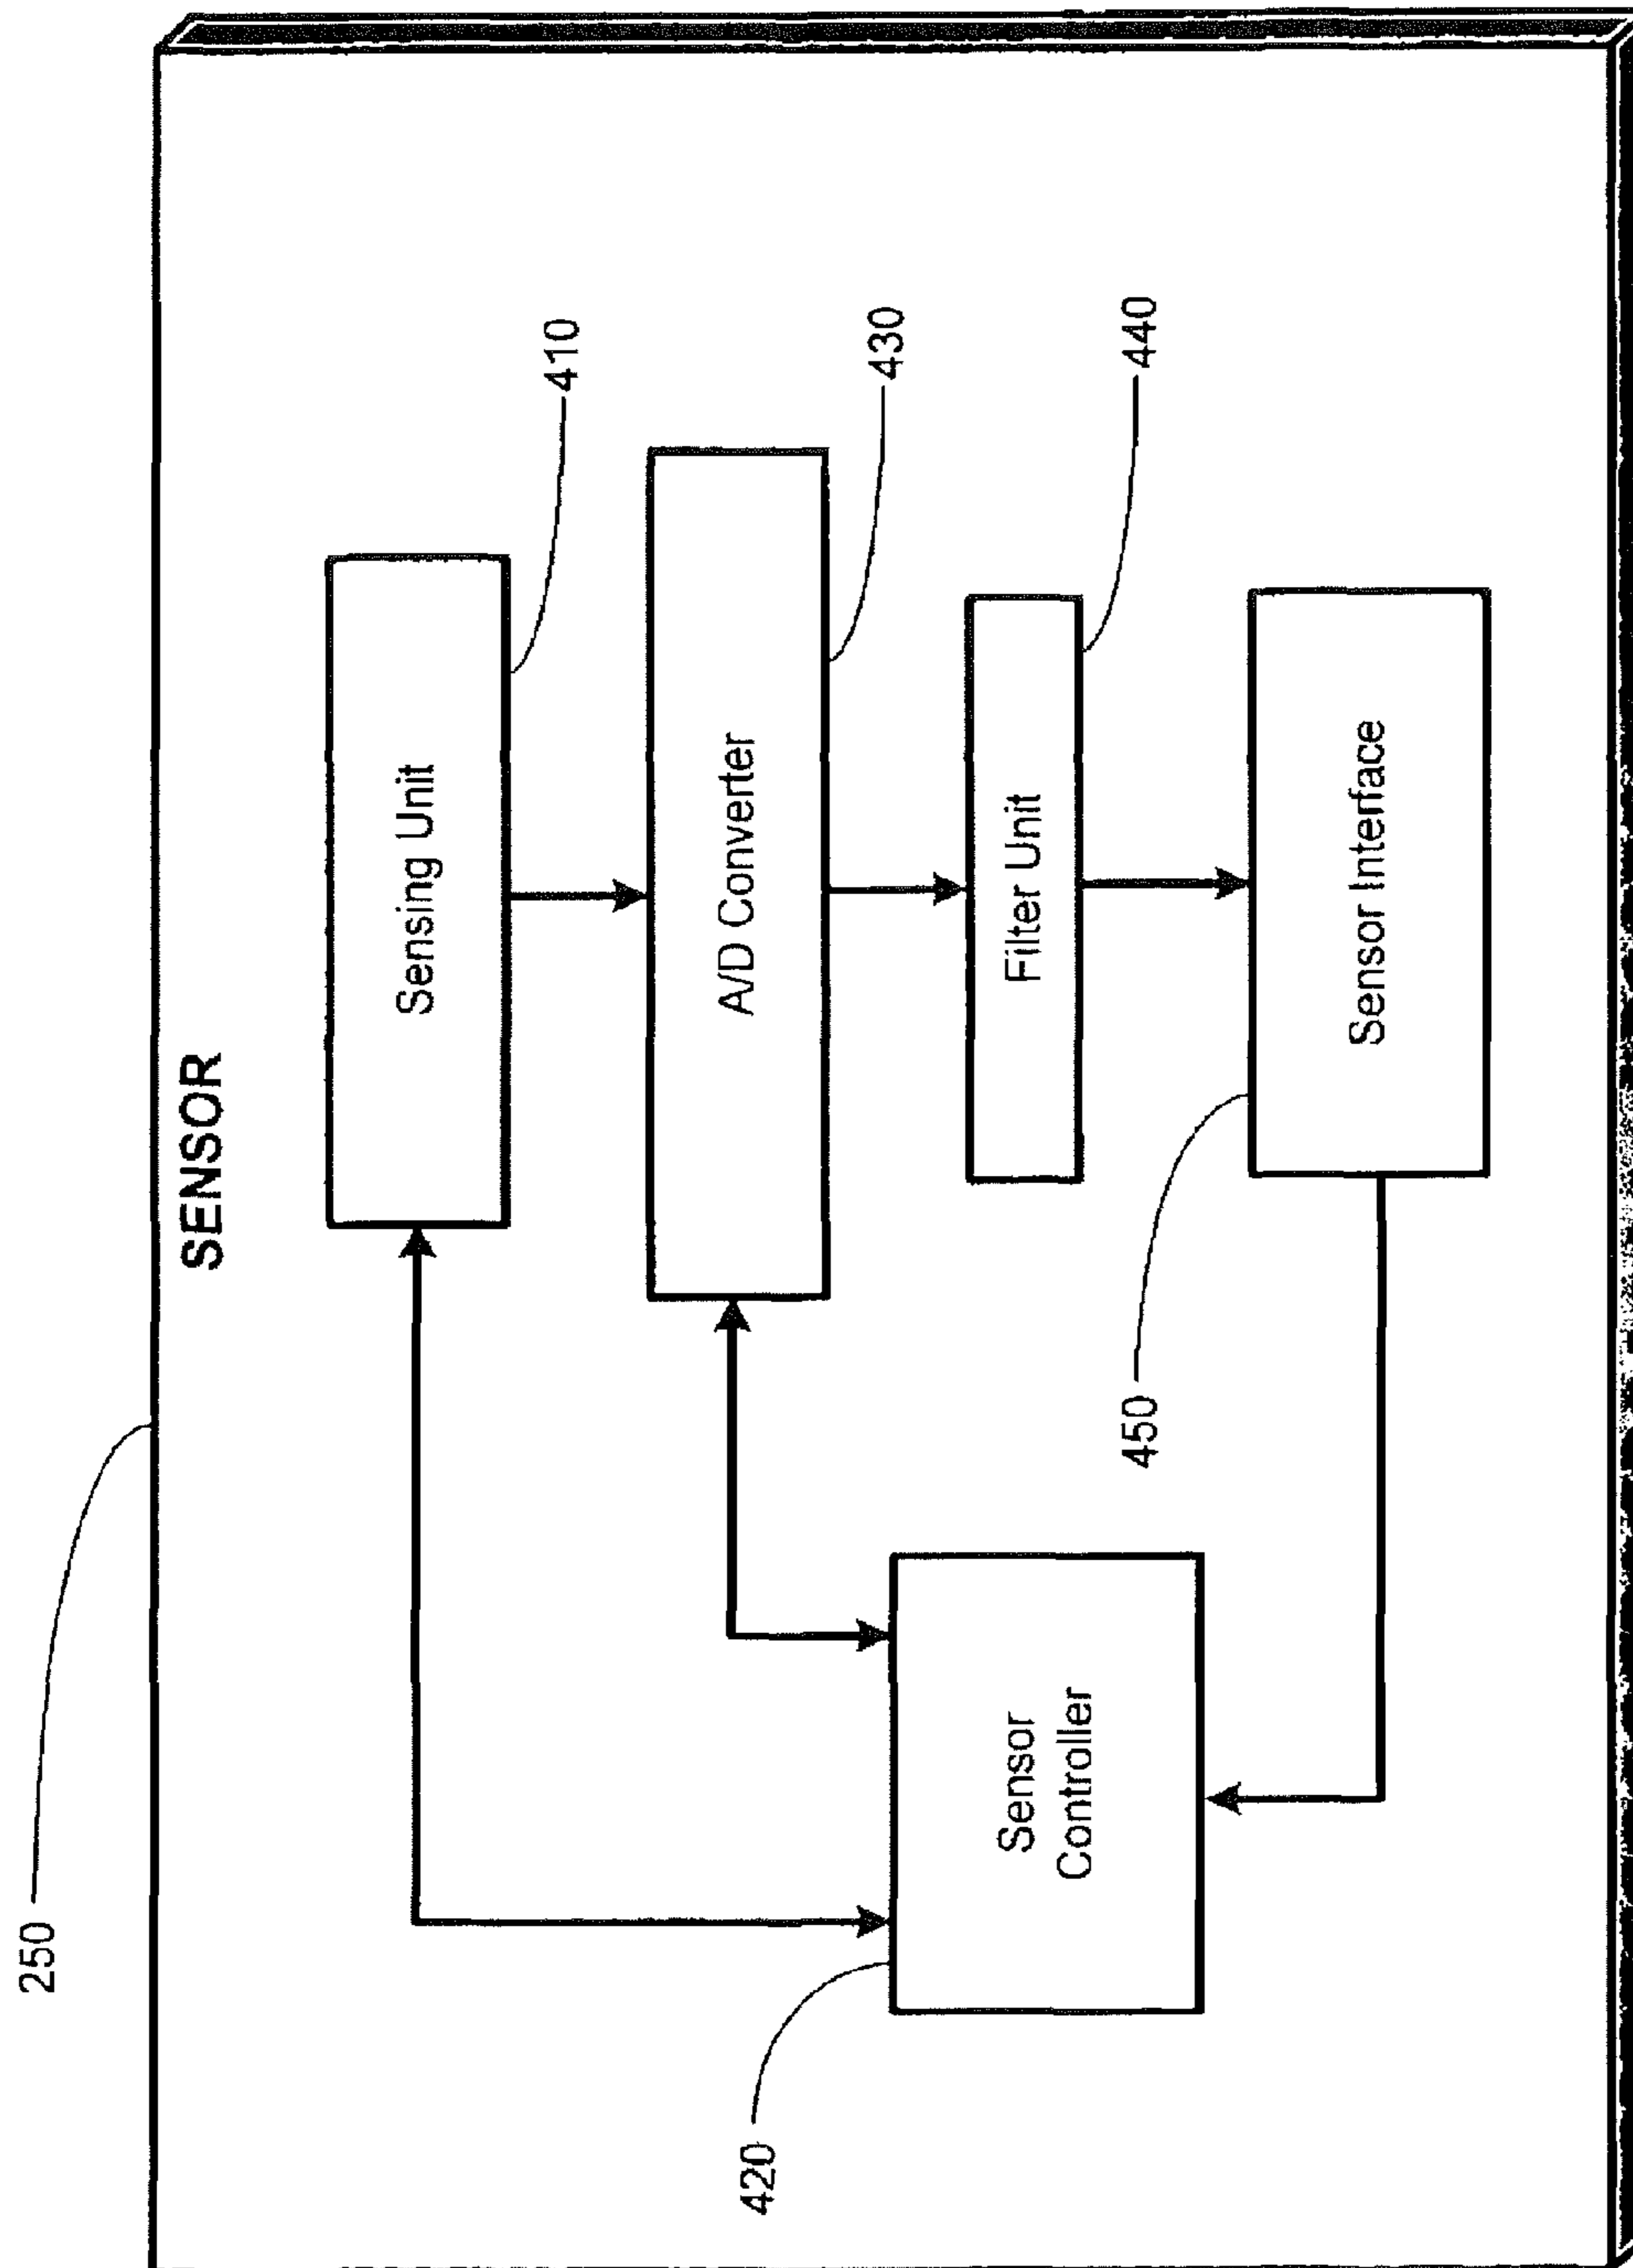 250
SENSOR
Sensing Unit
410
A/D Converter
430
Filter Unit
440
Sensor Interface
450
Sensor
Controller
420